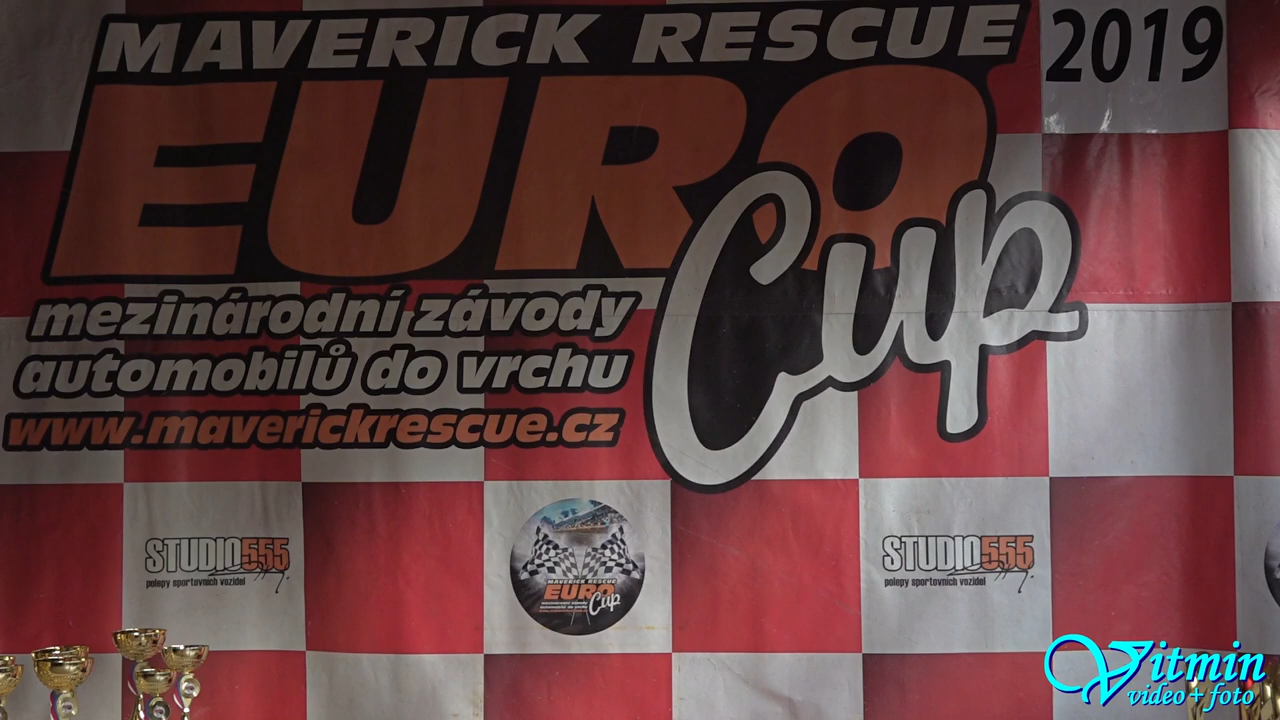 MAVERICK RESCUE
2019
EURO
Cup
mezinárodní závody
automobilů do vrchu
www.maverickrescue.cz
STUDIO555
polepy sportovních vozidel
MAVERICK RESCUE
EURO
Cup
STUDIO555
polepy sportovních vozidel
Vitmin
video+foto